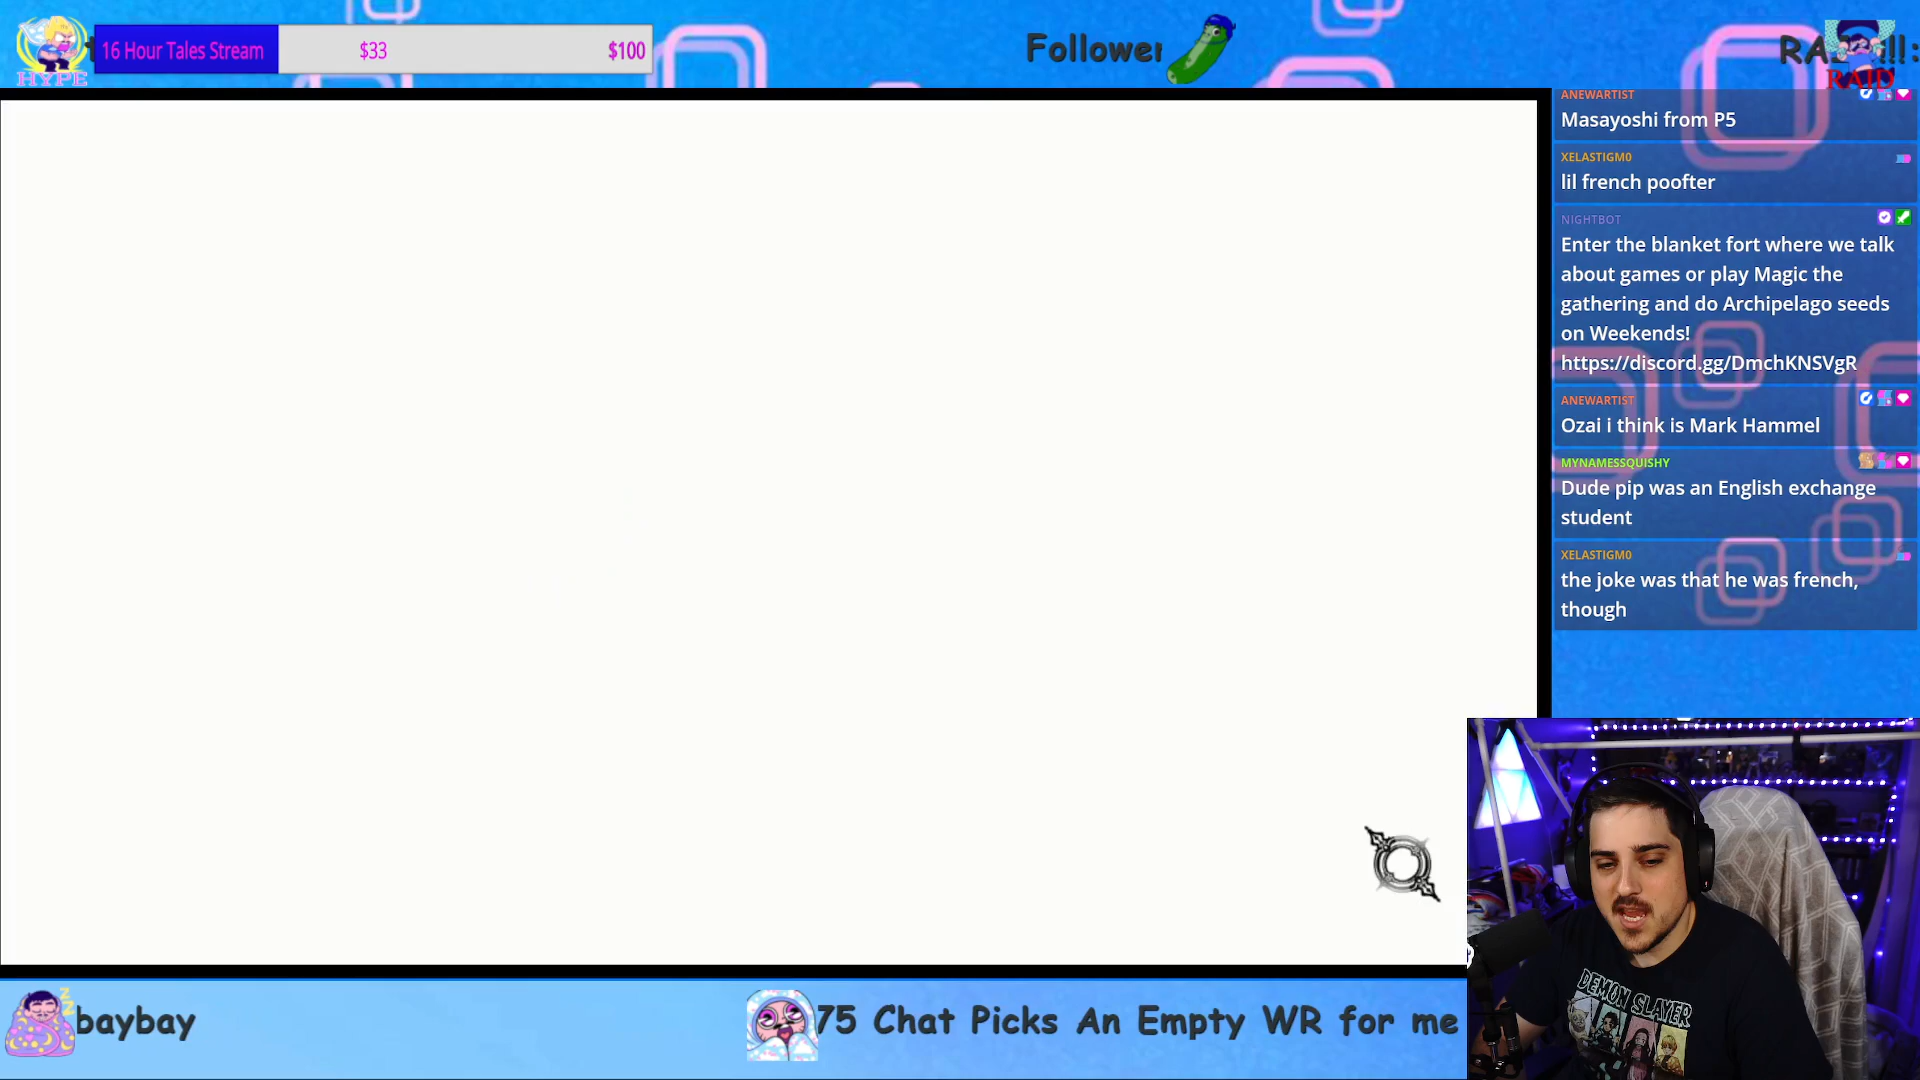 HYPE
16 Hour Tales Stream $33 $100
Follower
RAID
ANEWARTIST
Masayoshi from P5
XELASTIGM0
lil french poofter
NIGHTBOT
Enter the blanket fort where we talk
about games or play Magic the
gathering and do Archipelago seeds
on Weekends!
https://discord.gg/DmchKNSVgR
ANEWARTIST
Ozai i think is Mark Hammel
MYNAMESSQUISHY
Dude pip was an English exchange
student
XELASTIGM0
the joke was that he was french,
though
DEMON SLAYER
baybay
75 Chat Picks An Empty WR for me